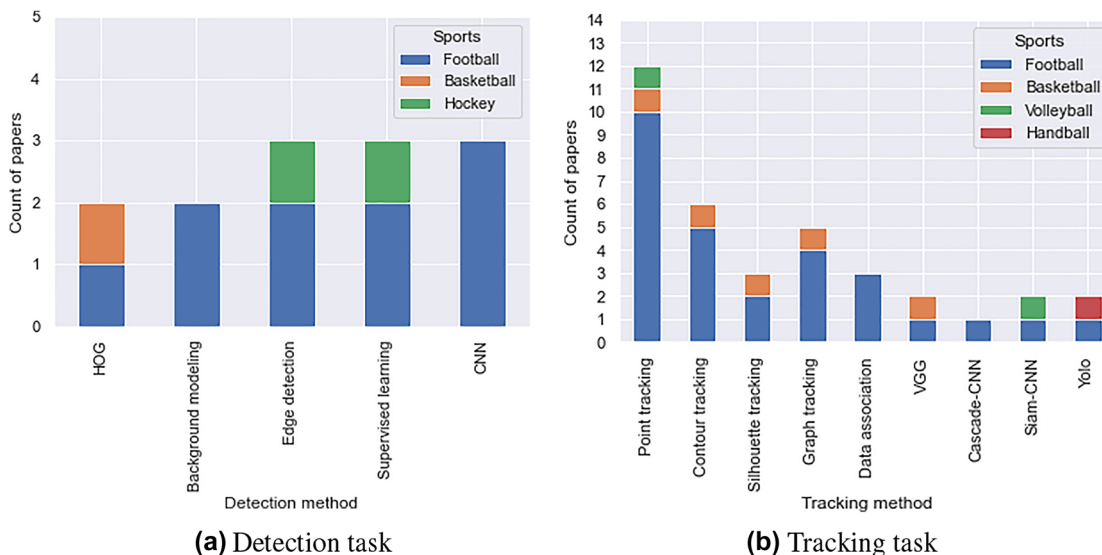 Sports
Football
Basketball
Hockey
5
4
3
2
1
0
Count of papers
HOG
Background modeling
Edge detection
Supervised learning
CNN
Detection method
(a) Detection task
Sports
Football
Basketball
Volleyball
Handball
14
13
12
11
10
9
8
7
6
5
4
3
2
1
0
Count of papers
Point tracking
Contour tracking
Silhouette tracking
Graph tracking
Data association
VGG
Cascade-CNN
Siam-CNN
Yolo
Tracking method
(b) Tracking task